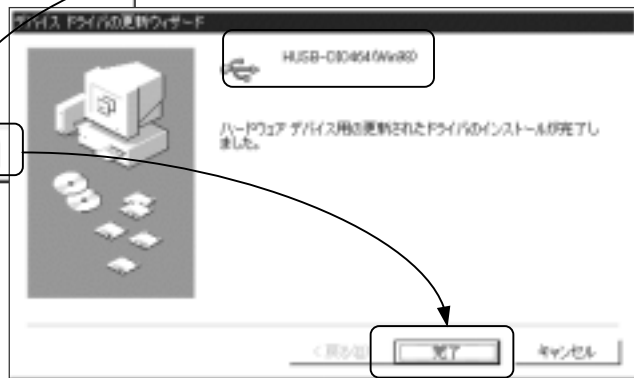 デバイス ドライバの更新ウィザード
HUSB-DIO464(Win98)
ハードウェア デバイス用の更新されたドライバのインストールが完了し
ました。
< 戻る(B)
完了
キャンセル